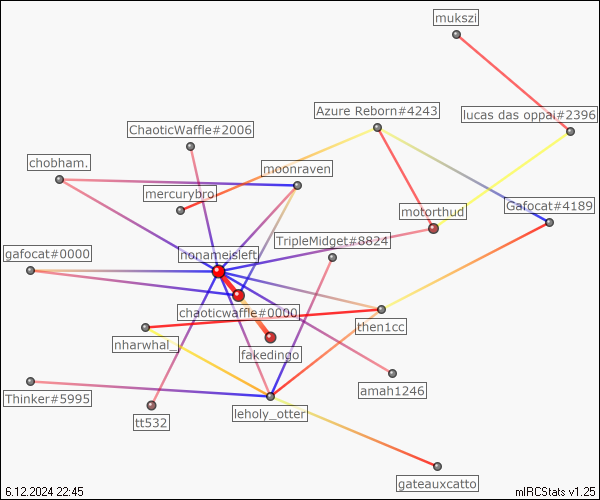 mukszi
Azure Reborn#4243
lucas das oppai#2396
ChaoticWaffle#2006
chobham.
moonraven
mercurybro
motorthud
Gafocat#4189
gafocat#0000
nonameisleft
TripleMidget#8824
chaoticwaffle#0000
then1cc
nharwhal_
fakedingo
amah1246
Thinker#5995
leholy_otter
tt532
gateauxcatto
6.12.2024 22:45
mIRCStats v1.25